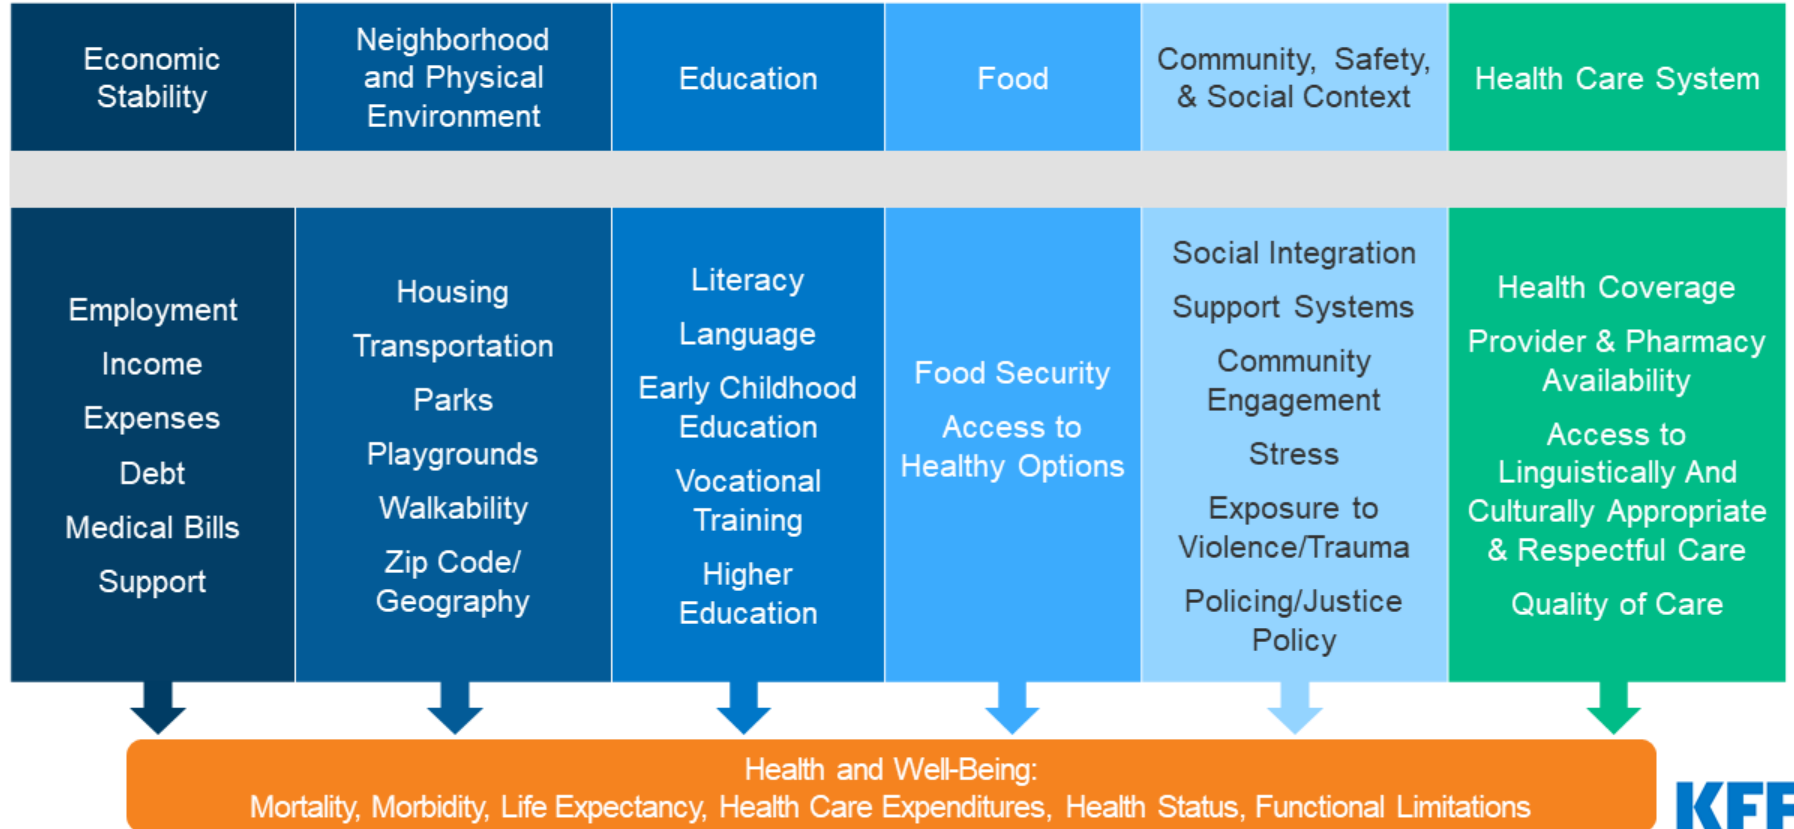 Economic
Stability
Neighborhood
and Physical
Environment
Education
Food
Community, Safety,
& Social Context
Health Care System
Employment
Income
Expenses
Debt
Medical Bills
Support
Housing
Transportation
Parks
Playgrounds
Walkability
Zip Code/
Geography
Literacy
Language
Early Childhood
Education
Vocational
Training
Higher
Education
Food Security
Access to
Healthy Options
Social Integration
Support Systems
Community
Engagement
Stress
Exposure to
Violence/Trauma
Policing/Justice
Policy
Health Coverage
Provider & Pharmacy
Availability
Access to
Linguistically And
Culturally Appropriate
& Respectful Care
Quality of Care
Health and Well-Being:
Mortality, Morbidity, Life Expectancy, Health Care Expenditures, Health Status, Functional Limitations
KFF